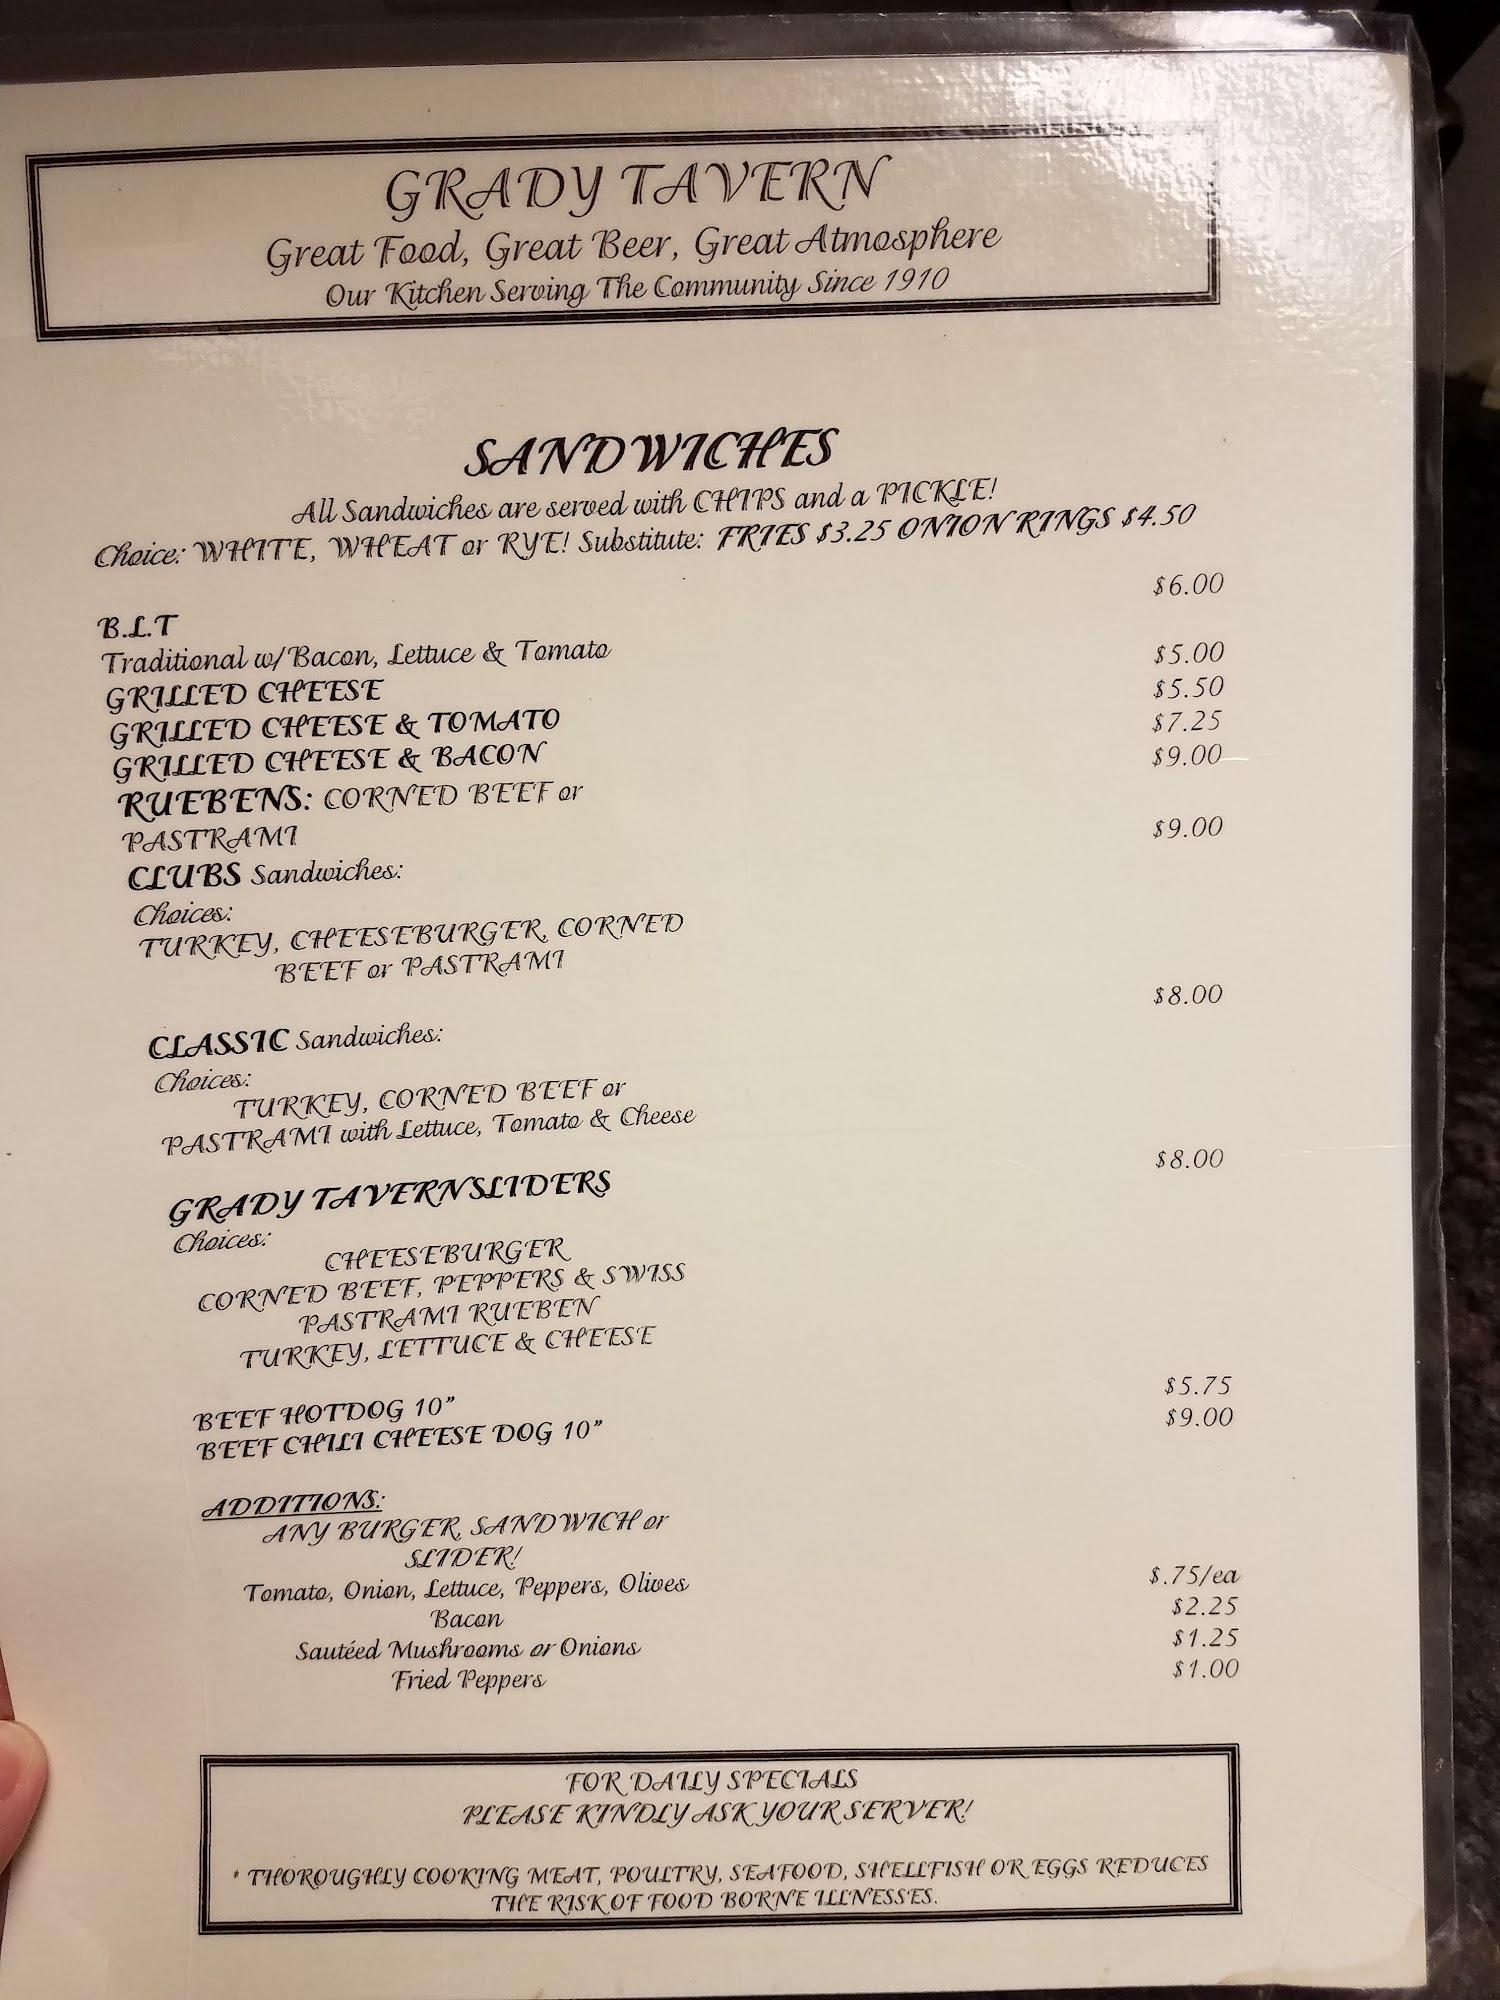 GRADY TAVERN
Great Food, Great Beer, Great Atmosphere
Our Kitchen Serving The Community Since 1910
SANDWICHES
All Sandwiches are served with CHIPS and a PICKLE!
Choice: WHITE, WHEAT or RYE! Substitute: FRIES $3.25 ONION RINGS $4.50
B.L.T $6.00
Traditional w/Bacon, Lettuce & Tomato
GRILLED CHEESE $5.00
GRILLED CHEESE & TOMATO $5.50
GRILLED CHEESE & BACON $7.25
RUEBENS: CORNED BEEF or $9.00
PASTRAMI
CLUBS Sandwiches: $9.00
Choices:
TURKEY, CHEESEBURGER, CORNED
BEEF or PASTRAMI
CLASSIC Sandwiches: $8.00
Choices:
TURKEY, CORNED BEEF or
PASTRAMI with Lettuce, Tomato & Cheese
GRADY TAVERN SLIDERS $8.00
Choices:
CHEESEBURGER
CORNED BEEF, PEPPERS & SWISS
PASTRAMI RUEBEN
TURKEY, LETTUCE & CHEESE
BEEF HOTDOG 10" $5.75
BEEF CHILI CHEESE DOG 10" $9.00
ADDITIONS:
ANY BURGER, SANDWICH or
SLIDER!
Tomato, Onion, Lettuce, Peppers, Olives $.75/ea
Bacon $2.25
Sautéed Mushrooms or Onions $1.25
Fried Peppers $1.00
FOR DAILY SPECIALS
PLEASE KINDLY ASK YOUR SERVER!
* THOROUGHLY COOKING MEAT, POULTRY, SEAFOOD, SHELLFISH OR EGGS REDUCES
THE RISK OF FOOD BORNE ILLNESSES.